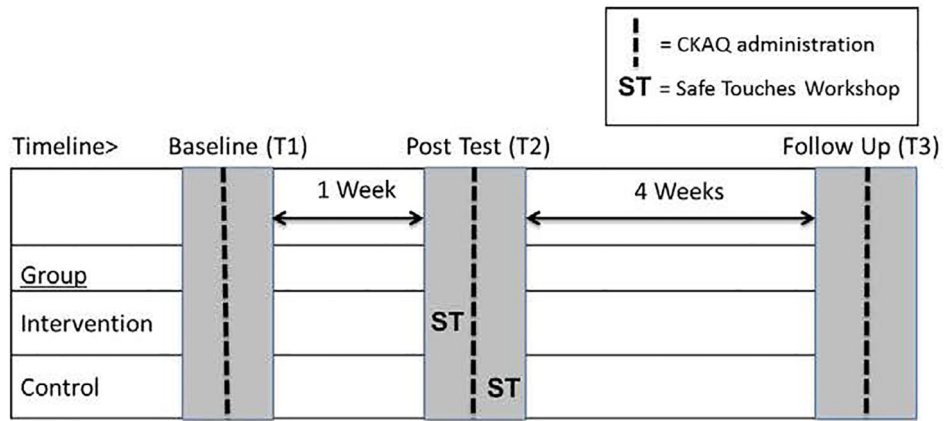 = CKAQ administration
ST = Safe Touches Workshop
Timeline> Baseline (T1) Post Test (T2) Follow Up (T3)
1 Week 4 Weeks
Group
Intervention ST
Control ST